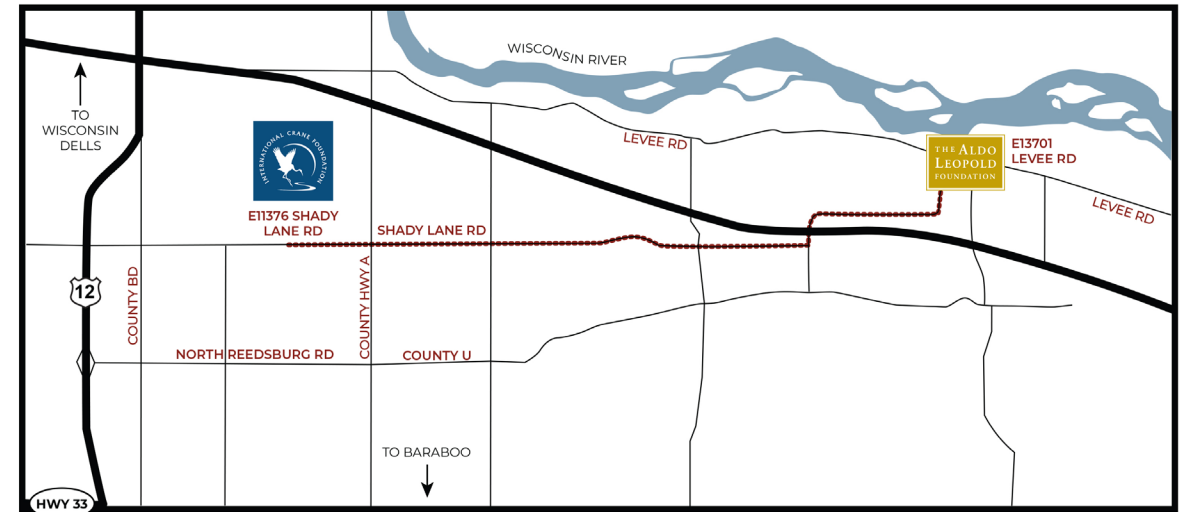 WISCONSIN RIVER
TO
WISCONSIN
DELLS
INTERNATIONAL CRANE FOUNDATION
LEVEE RD
THE ALDO
LEOPOLD
FOUNDATION
E13701
LEVEE RD
LEVEE RD
E11376 SHADY
LANE RD
SHADY LANE RD
12
COUNTY BD
COUNTY HWY A
NORTH REEDSBURG RD
COUNTY U
TO BARABOO
HWY 33